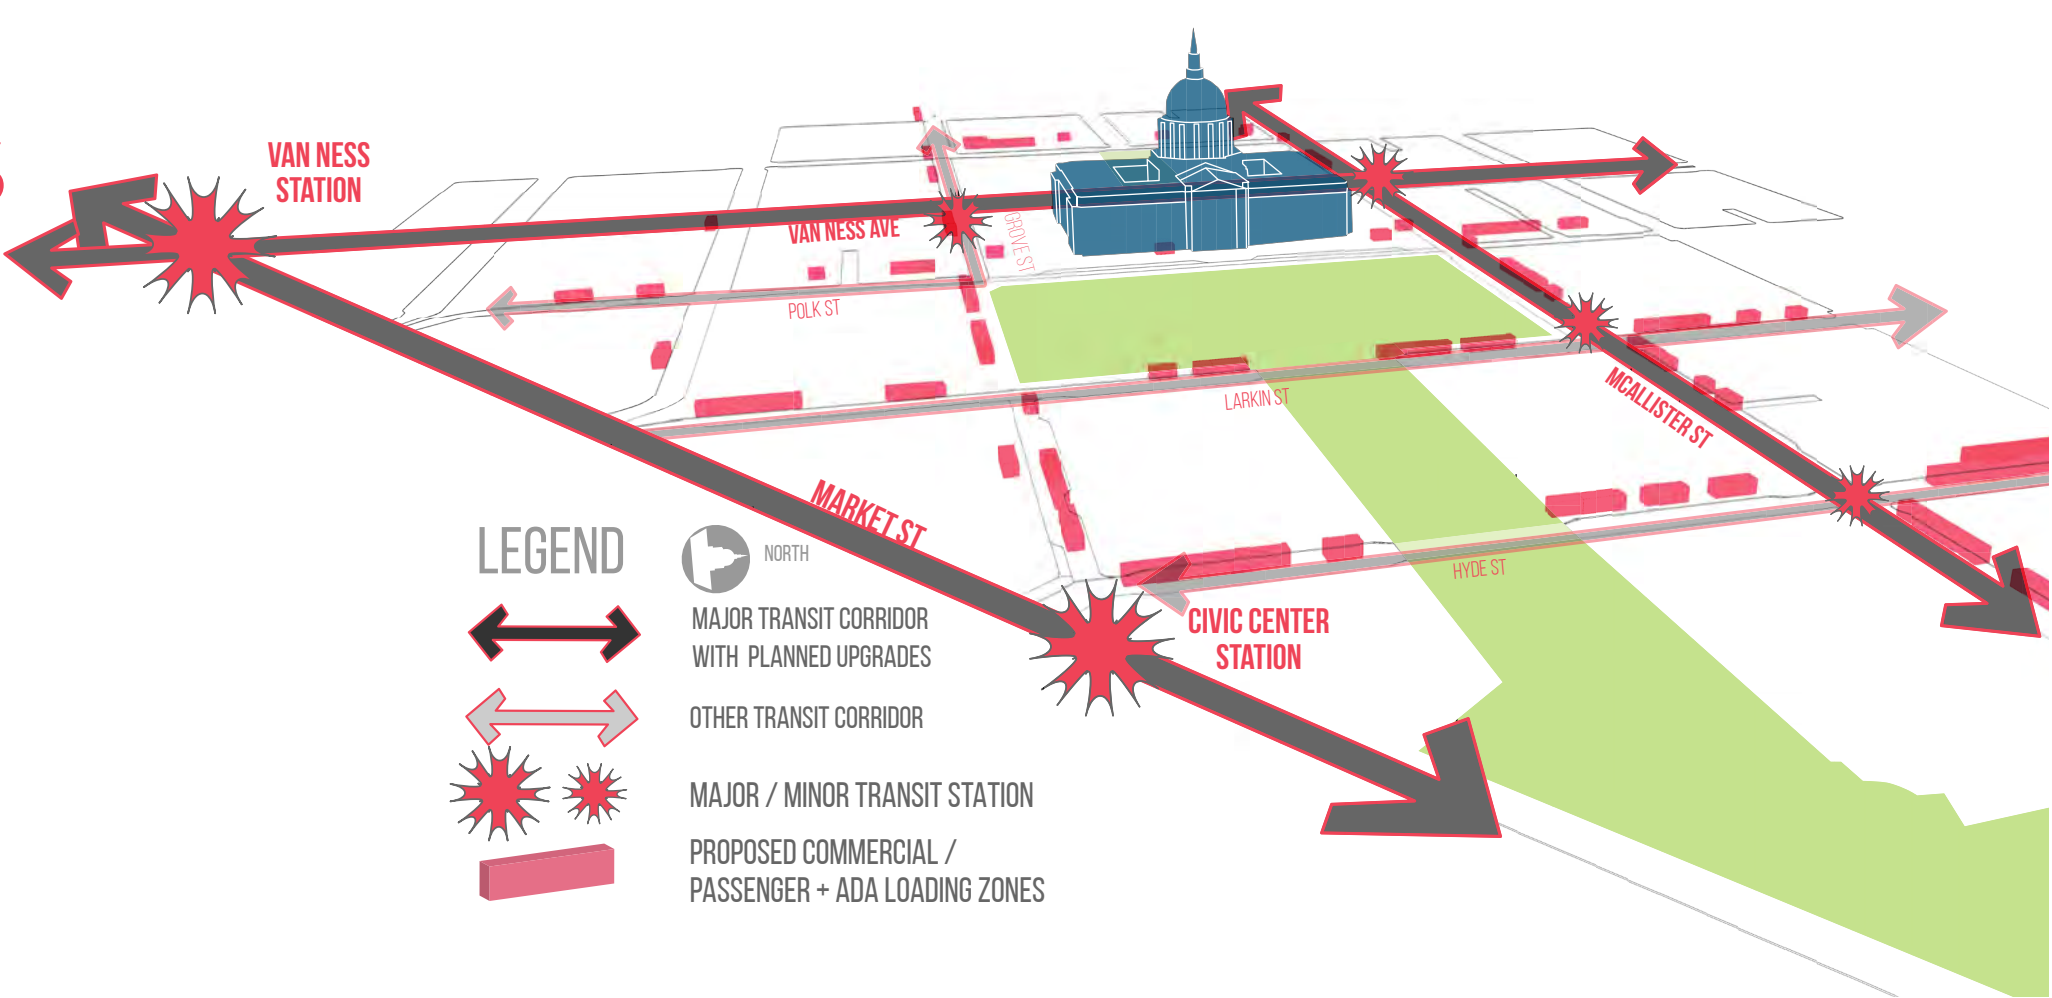 VAN NESS
STATION
VAN NESS AVE
GROVE ST
POLK ST
LARKIN ST
MCALLISTER ST
MARKET ST
HYDE ST
CIVIC CENTER
STATION
LEGEND
NORTH
MAJOR TRANSIT CORRIDOR
WITH PLANNED UPGRADES
OTHER TRANSIT CORRIDOR
MAJOR / MINOR TRANSIT STATION
PROPOSED COMMERCIAL /
PASSENGER + ADA LOADING ZONES